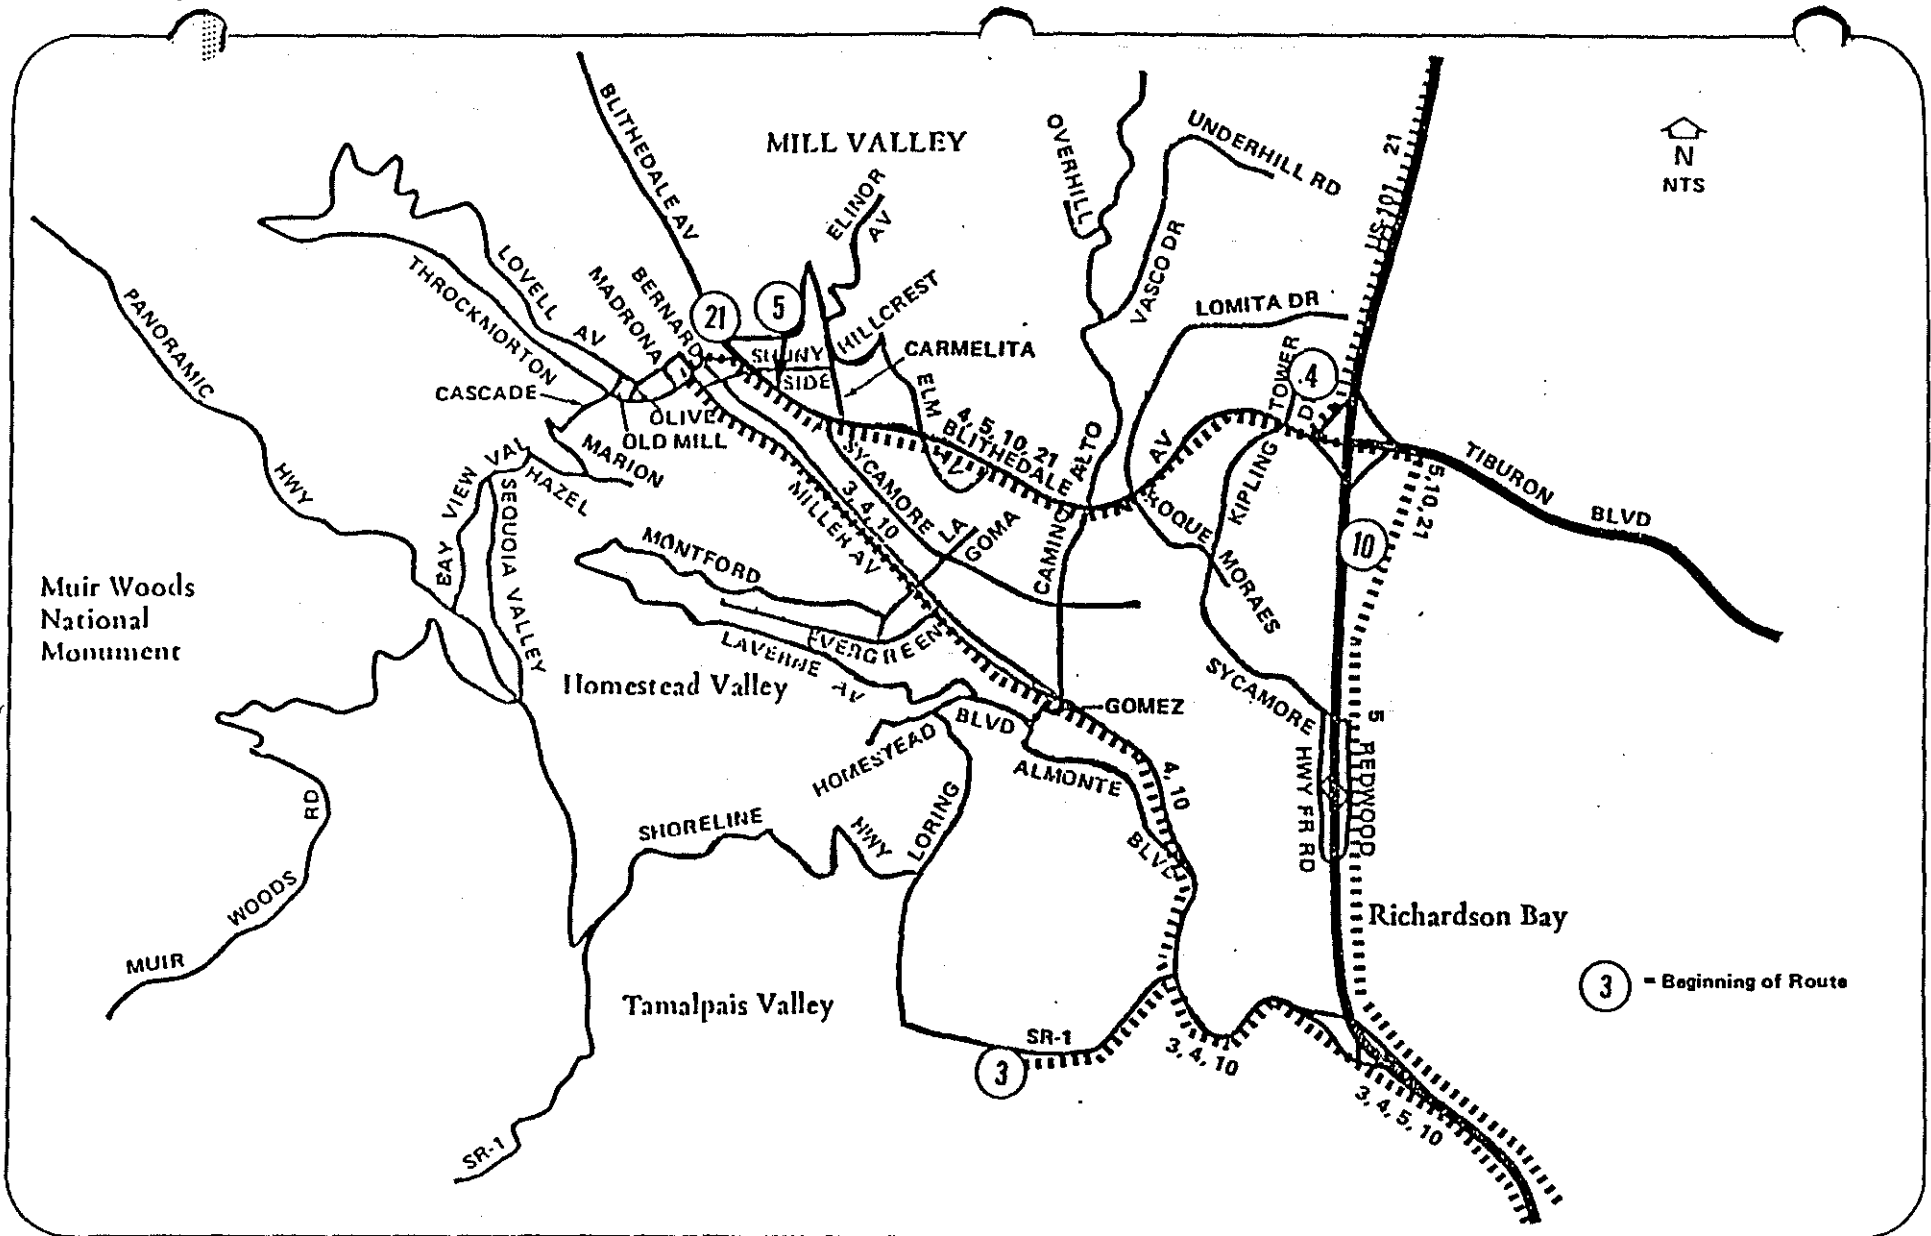 MILL VALLEY
N
NTS
BLITHEDALE AV
OVERHILL
UNDERHILL RD
21
US-101
ELINOR
AV
VASCO DR
LOVELL
AV
THROCKMORTON
MADRONA
BERNARD
PANORAMIC
HWY
21
5
HILLCREST
SUNNY
SIDE
CARMELITA
LOMITA DR
TOWER
DR
4
CASCADE
OLIVE
OLD MILL
ELM
AV
4, 5, 10, 21
BLITHEDALE
AV
CAMINO ALTO
MARION
VIEW VAL
HAZEL
BAY
SEQUOIA VALLEY
SYCAMORE
3, 4, 10
MILLER AV
LA
GOMA
KIPLING
ROQUE MORAES
TIBURON
BLVD
5,10,21
10
MONTFORD
EVERGREEN
LAVERNE AV
Muir Woods
National
Monument
Homestead Valley
GOMEZ
SYCAMORE
HOMESTEAD
BLVD
ALMONTE
BLVD
4, 10
5
REDWOOD
HWY FR RD
SHORELINE
HWY
LORING
MUIR
WOODS
RD
Richardson Bay
Tamalpais Valley
3 = Beginning of Route
SR-1
3
3, 4, 10
3, 4, 5, 10
SR-1